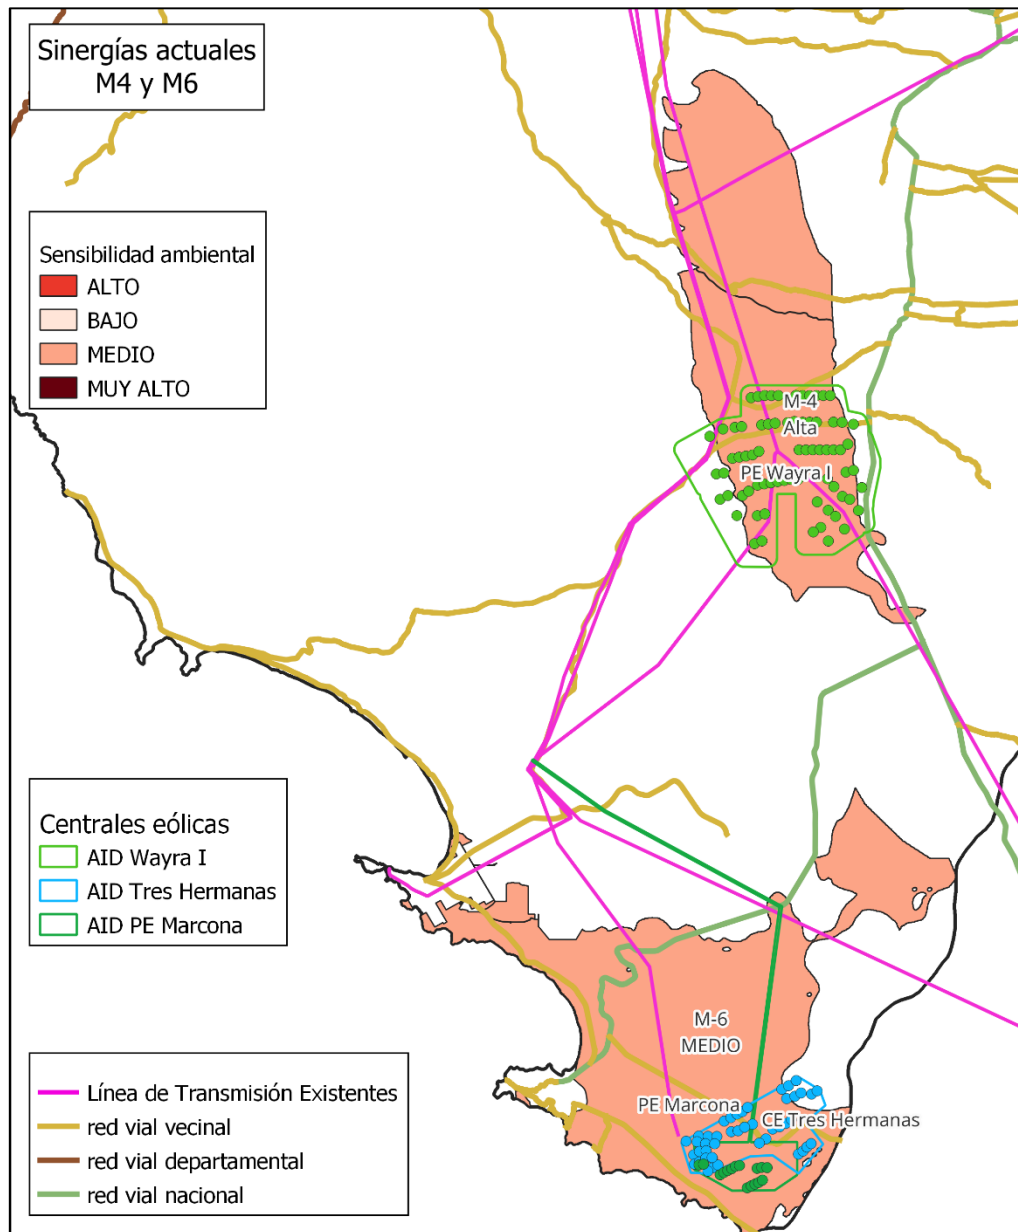 Sinergías actuales
M4 y M6
Sensibilidad ambiental
ALTO
BAJO
MEDIO
MUY ALTO
M-4
Alta
PE Wayra I
Centrales eólicas
AID Wayra I
AID Tres Hermanas
AID PE Marcona
M-6
MEDIO
PE Marcona
CE Tres Hermanas
Línea de Transmisión Existentes
red vial vecinal
red vial departamental
red vial nacional